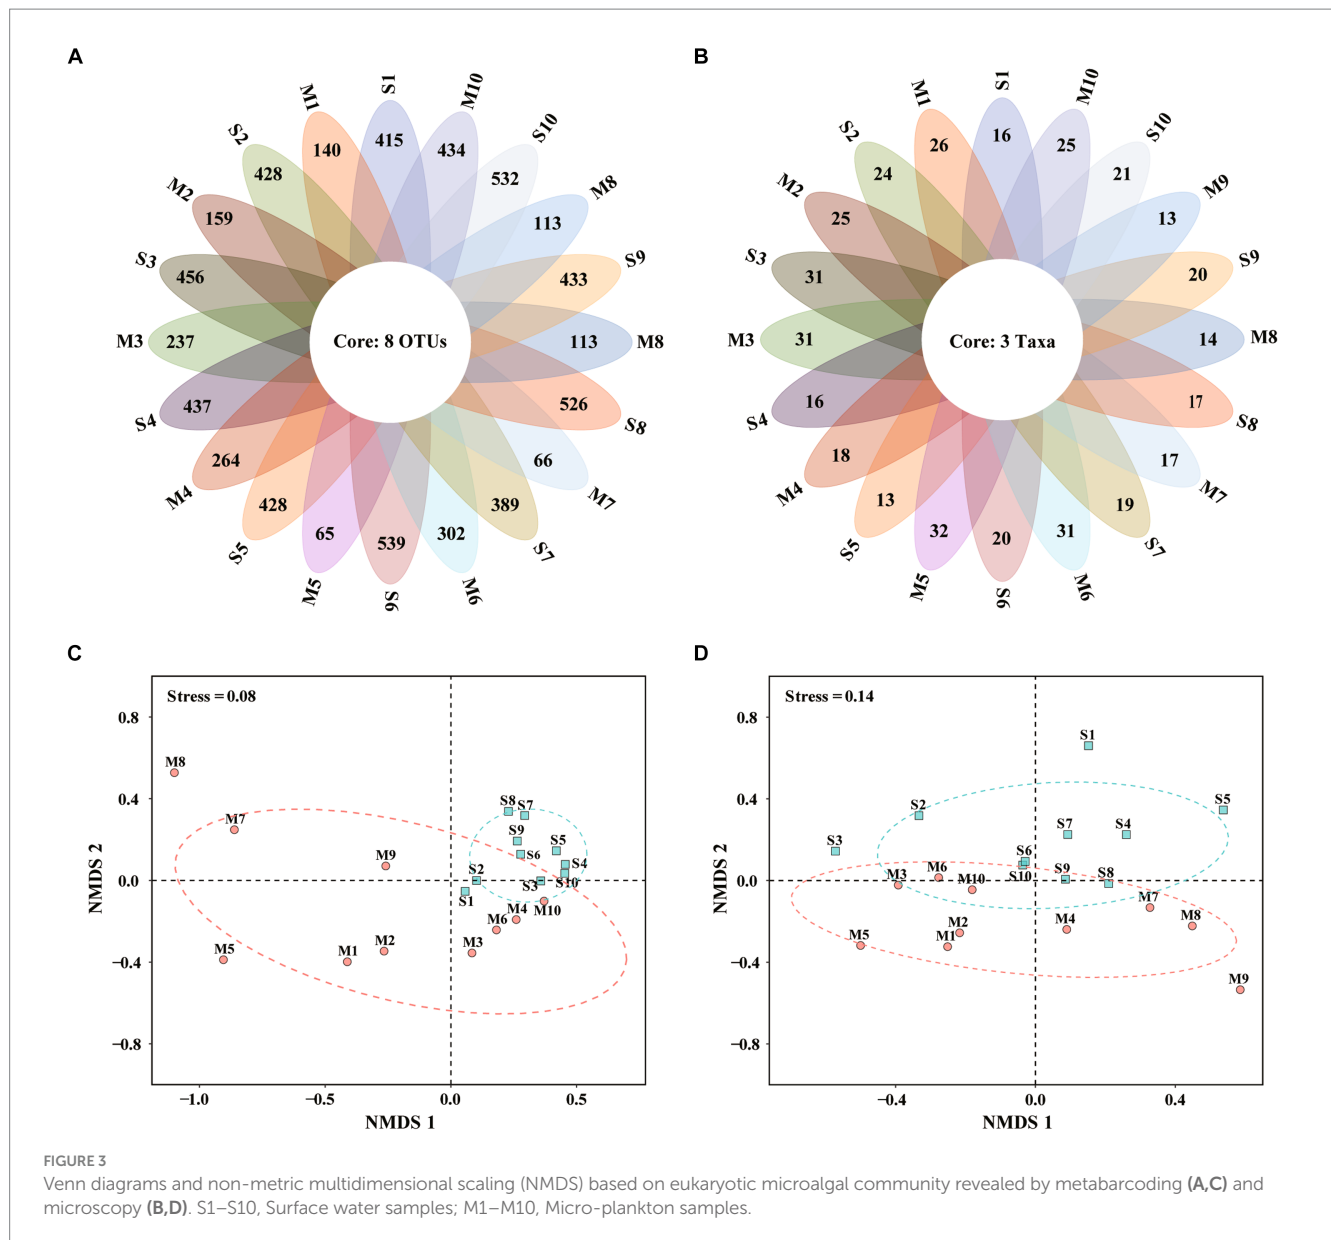 A
S1
M10
S10
M8
S9
M8
S8
M7
S7
M6
S6
M5
S5
M4
S4
M3
S3
M2
S2
M1
415
434
532
113
433
113
526
66
389
302
539
65
428
264
437
237
456
159
428
140
Core: 8 OTUs
B
S1
M10
S10
M9
S9
M8
S8
M7
S7
M6
S6
M5
S5
M4
S4
M3
S3
M2
S2
M1
16
25
21
13
20
14
17
17
19
31
20
32
13
18
16
31
31
25
24
26
Core: 3 Taxa
C
Stress = 0.08
NMDS 2
0.8
0.4
0.0
−0.4
−0.8
M8
M7
M9
S8 S7
S9
S6
S5
S4
S2
S10
S3
S1
M10
M4
M6
M3
M2
M1
M5
−1.0 −0.5 0.0 0.5
NMDS 1
D
Stress = 0.14
NMDS 2
0.8
0.4
0.0
−0.4
−0.8
S1
S2
S5
S7
S4
S3
S6
S10
S9
S8
M3
M6
M10
M7
M8
M4
M2
M1
M5
M9
−0.4 0.0 0.4
NMDS 1
FIGURE 3
Venn diagrams and non-metric multidimensional scaling (NMDS) based on eukaryotic microalgal community revealed by metabarcoding (A,C) and
microscopy (B,D). S1–S10, Surface water samples; M1–M10, Micro-plankton samples.